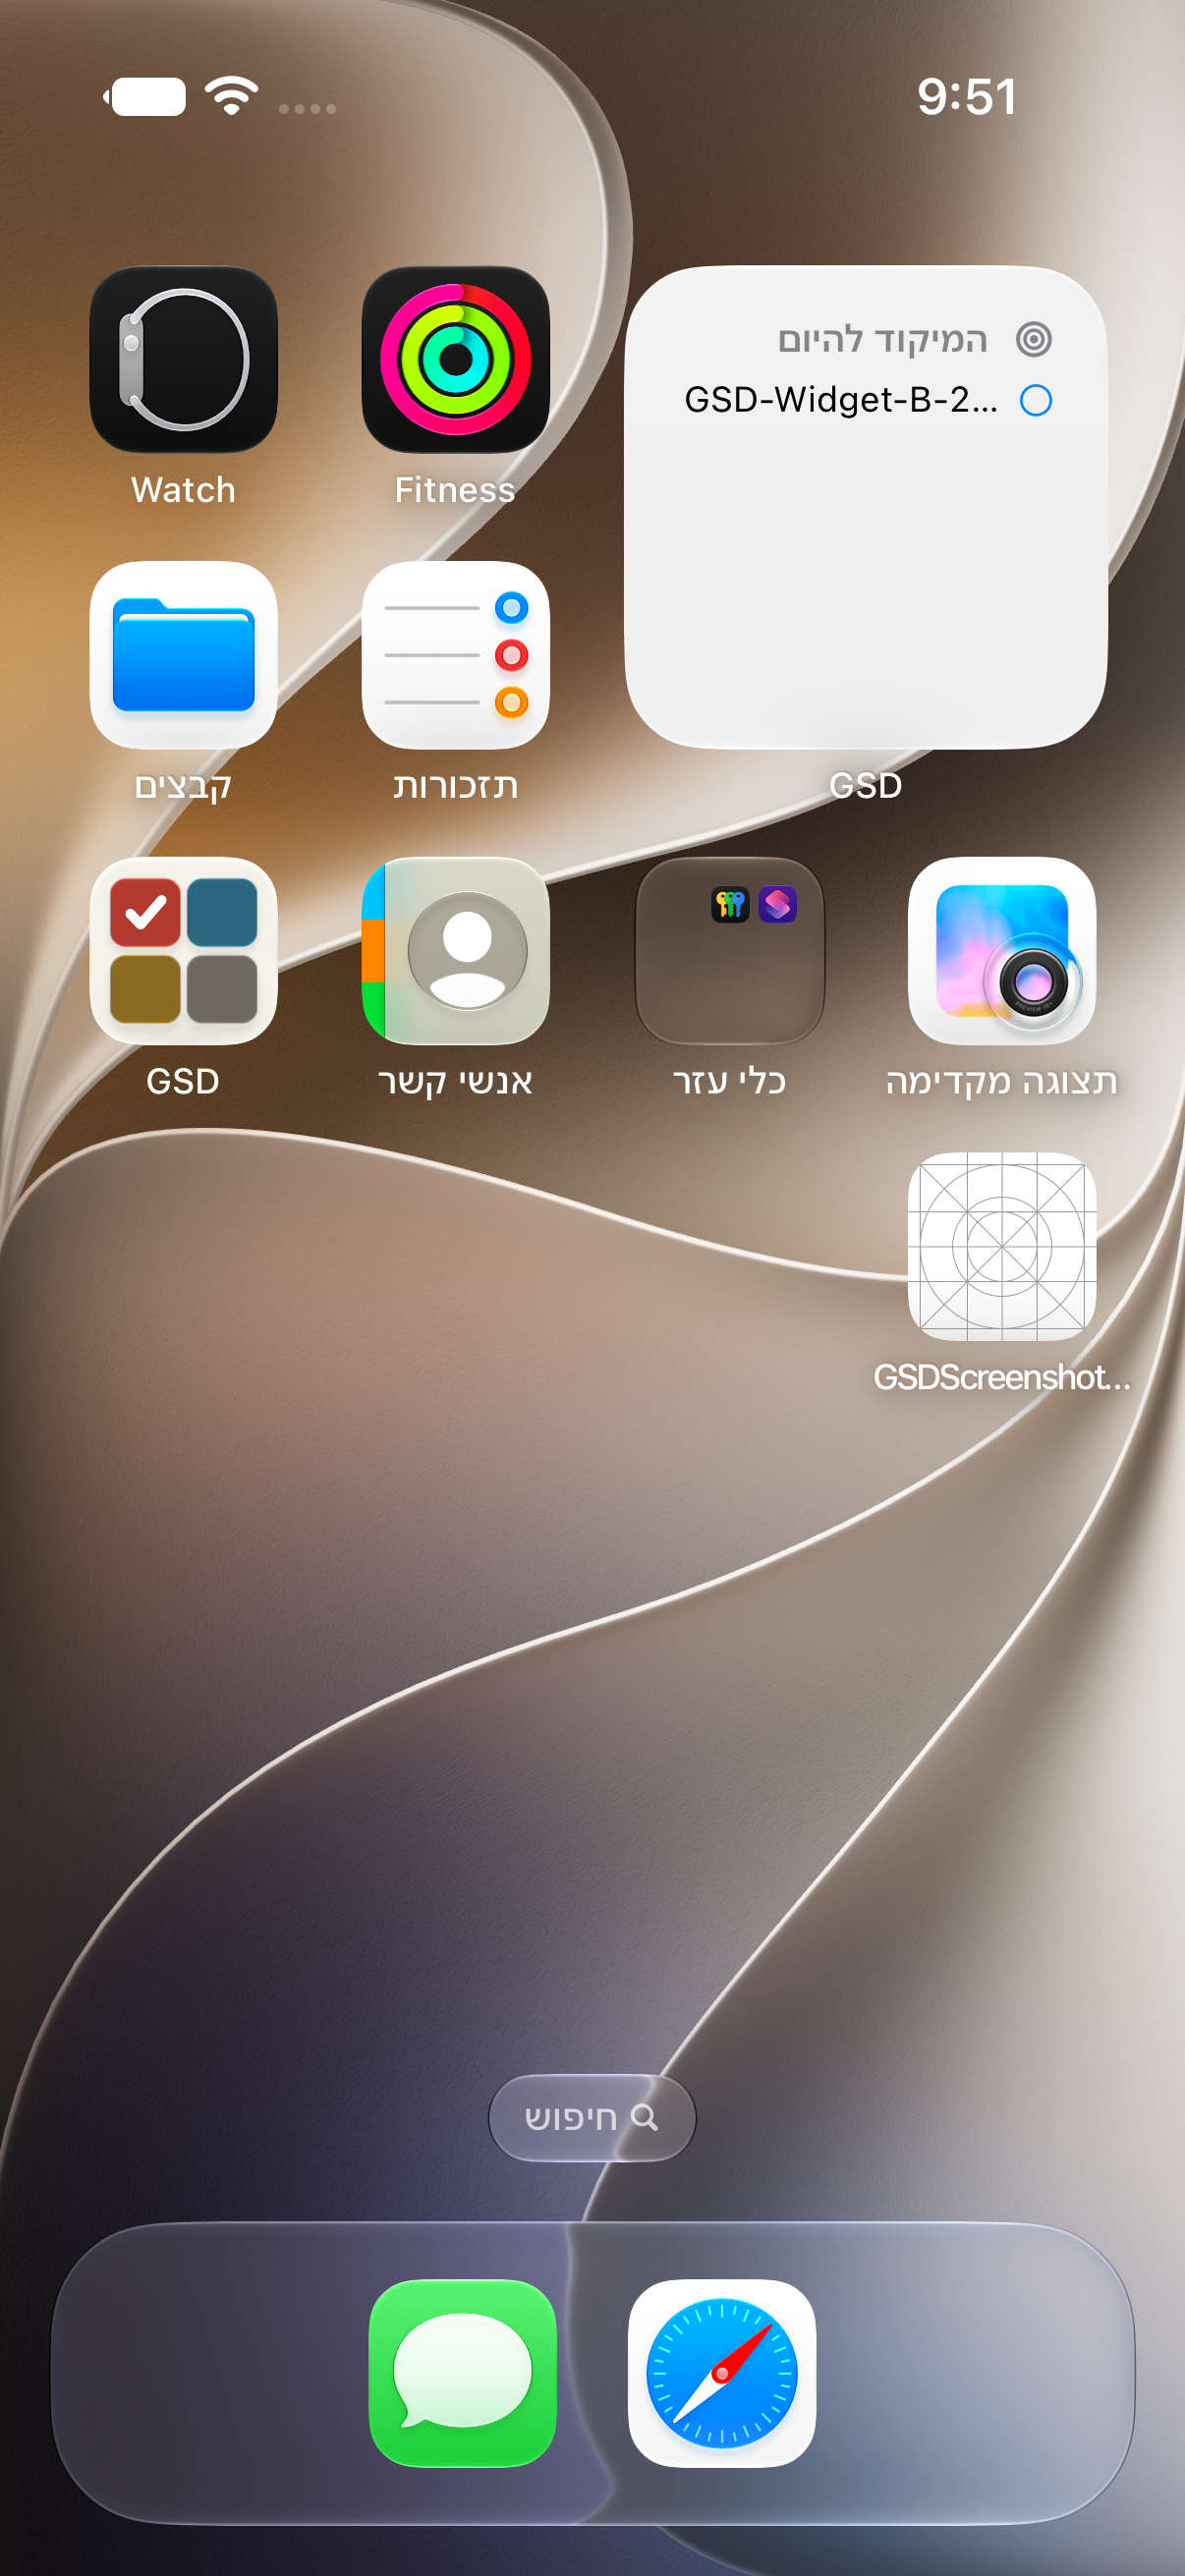 9:51
המיקוד להיום
GSD-Widget-B-2...
GSD
Fitness
Watch
תזכורות
קבצים
תצוגה מקדימה
כלי עזר
אנשי קשר
GSD
GSDScreenshot...
חיפוש